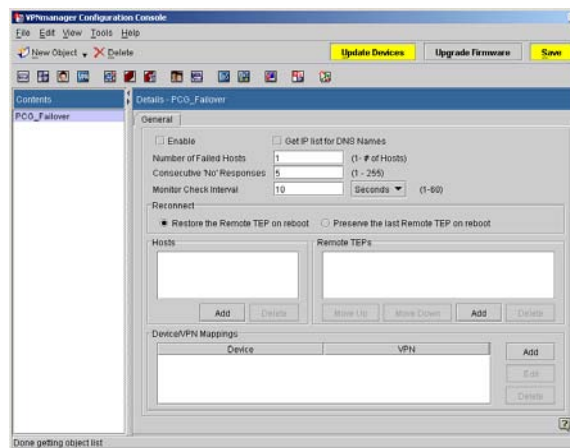 VPNmanager Configuration Console
File Edit View Tools Help
New Object Delete Update Devices Upgrade Firmware Save
Contents
PCG_Failover
Details - PCG_Failover
General
Enable Get IP list for DNS Names
Number of Failed Hosts 1 (1- # of Hosts)
Consecutive 'No' Responses 5 (1 - 255)
Monitor Check Interval 10 Seconds (1-60)
Reconnect
Restore the Remote TEP on reboot Preserve the last Remote TEP on reboot
Hosts Remote TEPs
Add Delete Move Up Move Down Add Delete
Device/VPN Mappings
Device VPN
Add
Edit
Delete
Done getting object list